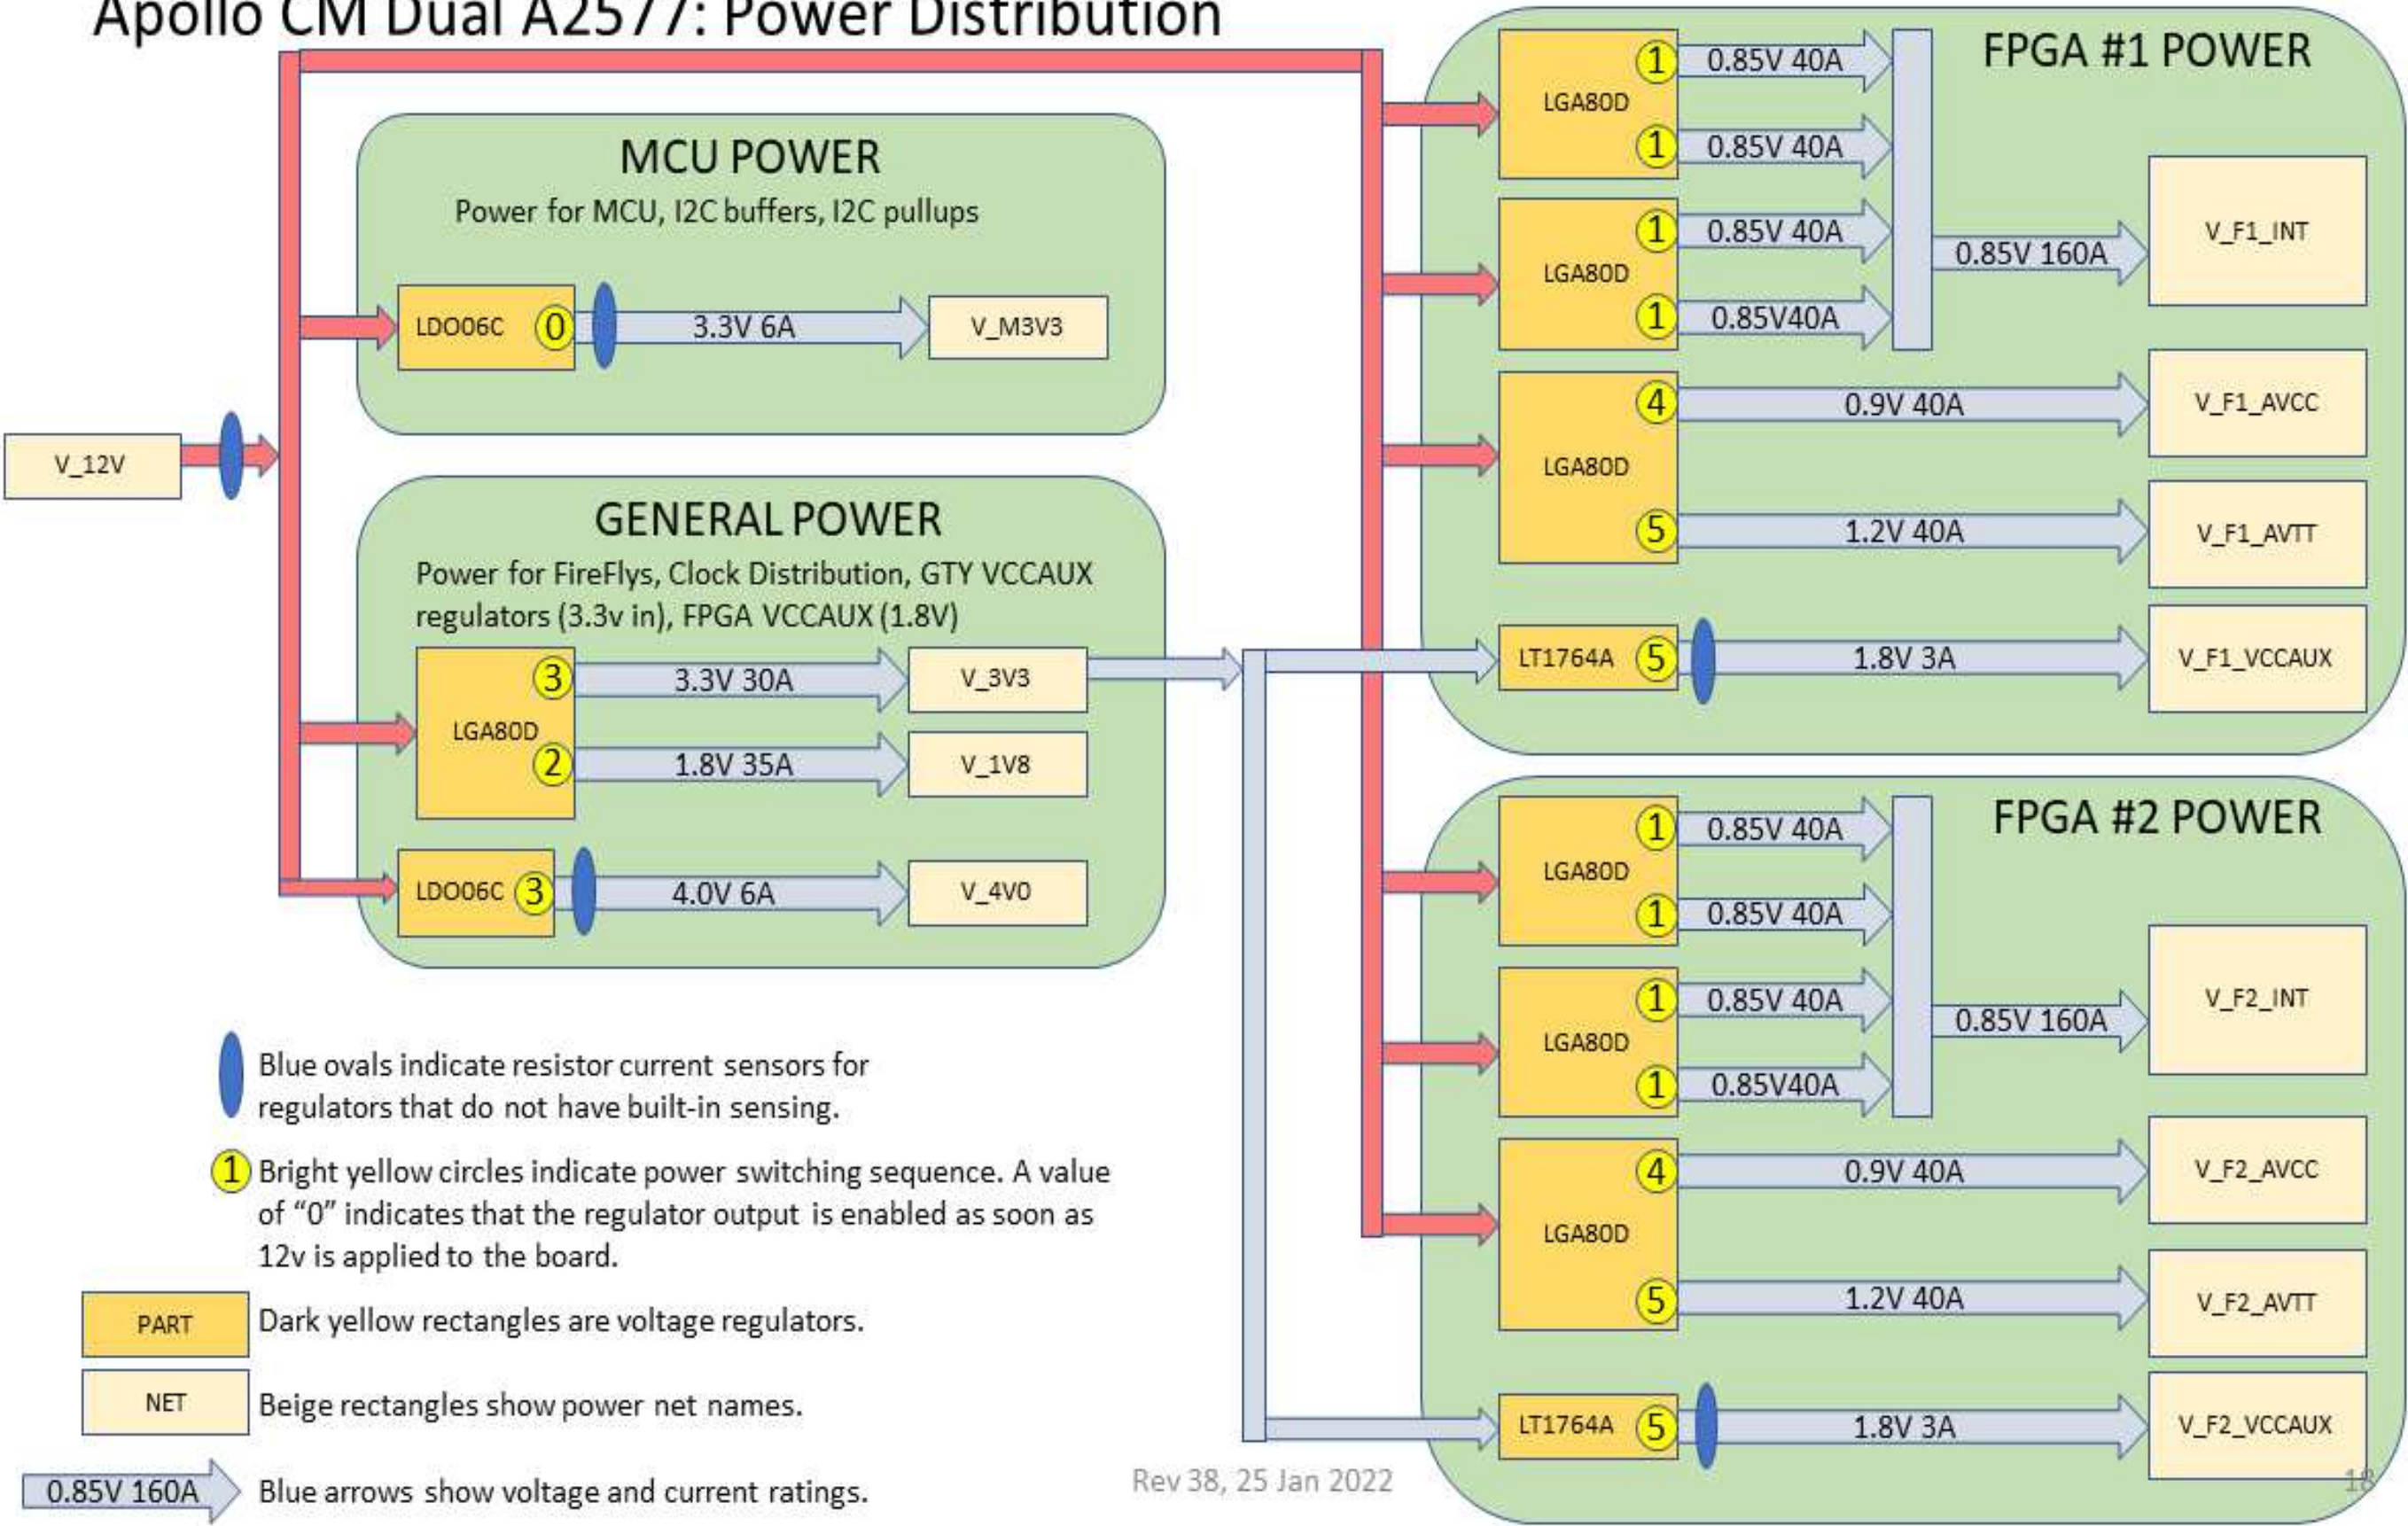 Apollo CM Dual A2577: Power Distribution
MCU POWER
Power for MCU, I2C buffers, I2C pullups
LDO06C
0
3.3V 6A
V_M3V3
V_12V
GENERAL POWER
Power for FireFlys, Clock Distribution, GTY VCCAUX
regulators (3.3v in), FPGA VCCAUX (1.8V)
LGA80D
3
3.3V 30A
V_3V3
2
1.8V 35A
V_1V8
LDO06C
3
4.0V 6A
V_4V0
FPGA #1 POWER
LGA80D
1
0.85V 40A
1
0.85V 40A
LGA80D
1
0.85V 40A
1
0.85V40A
0.85V 160A
V_F1_INT
LGA80D
4
0.9V 40A
V_F1_AVCC
5
1.2V 40A
V_F1_AVTT
LT1764A
5
1.8V 3A
V_F1_VCCAUX
FPGA #2 POWER
LGA80D
1
0.85V 40A
1
0.85V 40A
LGA80D
1
0.85V 40A
1
0.85V40A
0.85V 160A
V_F2_INT
LGA80D
4
0.9V 40A
V_F2_AVCC
5
1.2V 40A
V_F2_AVTT
LT1764A
5
1.8V 3A
V_F2_VCCAUX
Blue ovals indicate resistor current sensors for
regulators that do not have built-in sensing.
1
Bright yellow circles indicate power switching sequence. A value
of “0” indicates that the regulator output is enabled as soon as
12v is applied to the board.
PART
Dark yellow rectangles are voltage regulators.
NET
Beige rectangles show power net names.
0.85V 160A
Blue arrows show voltage and current ratings.
Rev 38, 25 Jan 2022
18